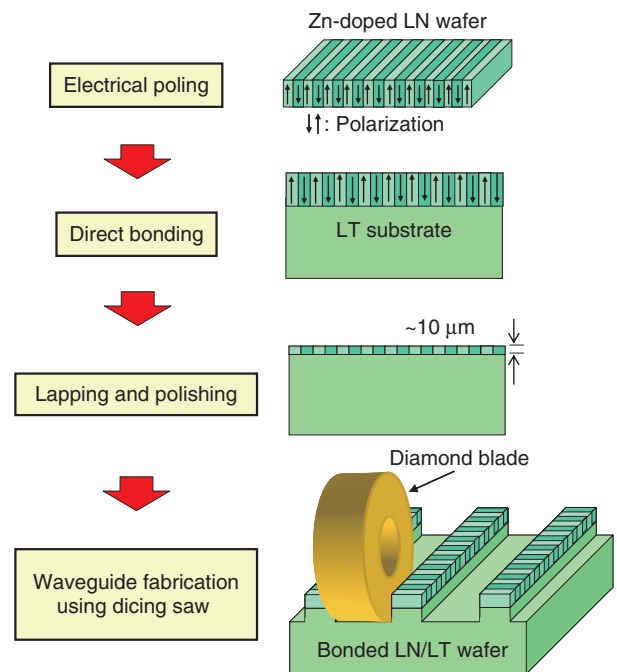 Zn-doped LN wafer
Electrical poling
↓↑: Polarization
Direct bonding
LT substrate
~10 μm
Lapping and polishing
Diamond blade
Waveguide fabrication
using dicing saw
Bonded LN/LT wafer